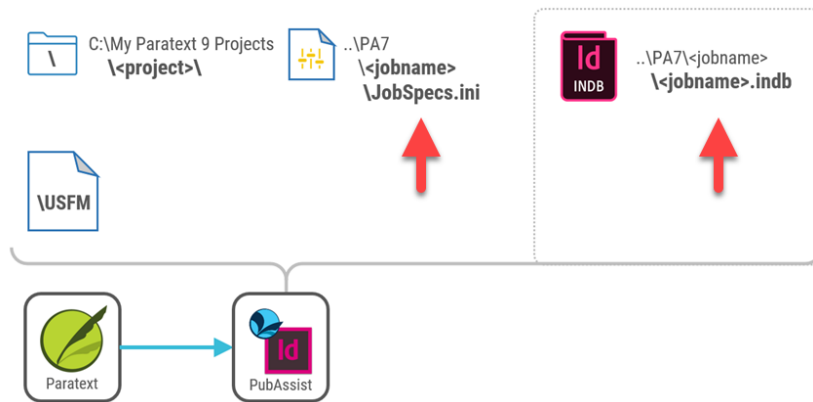 \
C:\My Paratext 9 Projects
\<project>\
..\PA7
\<jobname>
\JobSpecs.ini
Id
INDB
..\PA7\<jobname>
\<jobname>.indb
\USFM
Paratext
Id
PubAssist